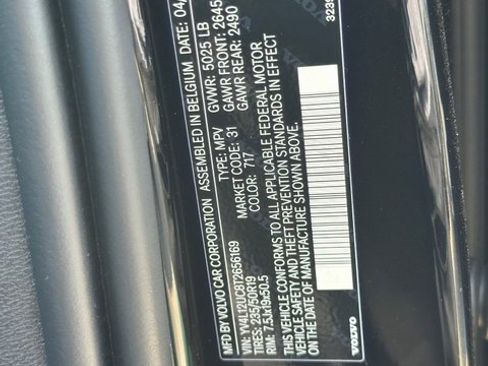 MFD BY VOLVO CAR CORPORATION ASSEMBLED IN BELGIUM DATE: 04
GVWR: 5025 LB
GAWR FRONT: 2645
GAWR REAR: 2490
VIN: YV4L12UC8T2656169 TYPE: MPV
MARKET CODE: 31
COLOR: 717
TIRES: 235/50R19
RIM: 7.5Jx19x50.5
THIS VEHICLE CONFORMS TO ALL APPLICABLE FEDERAL MOTOR
VEHICLE SAFETY AND THEFT PREVENTION STANDARDS IN EFFECT
DATE OF MANUFACTURE SHOWN ABOVE.
VOLVO
3239